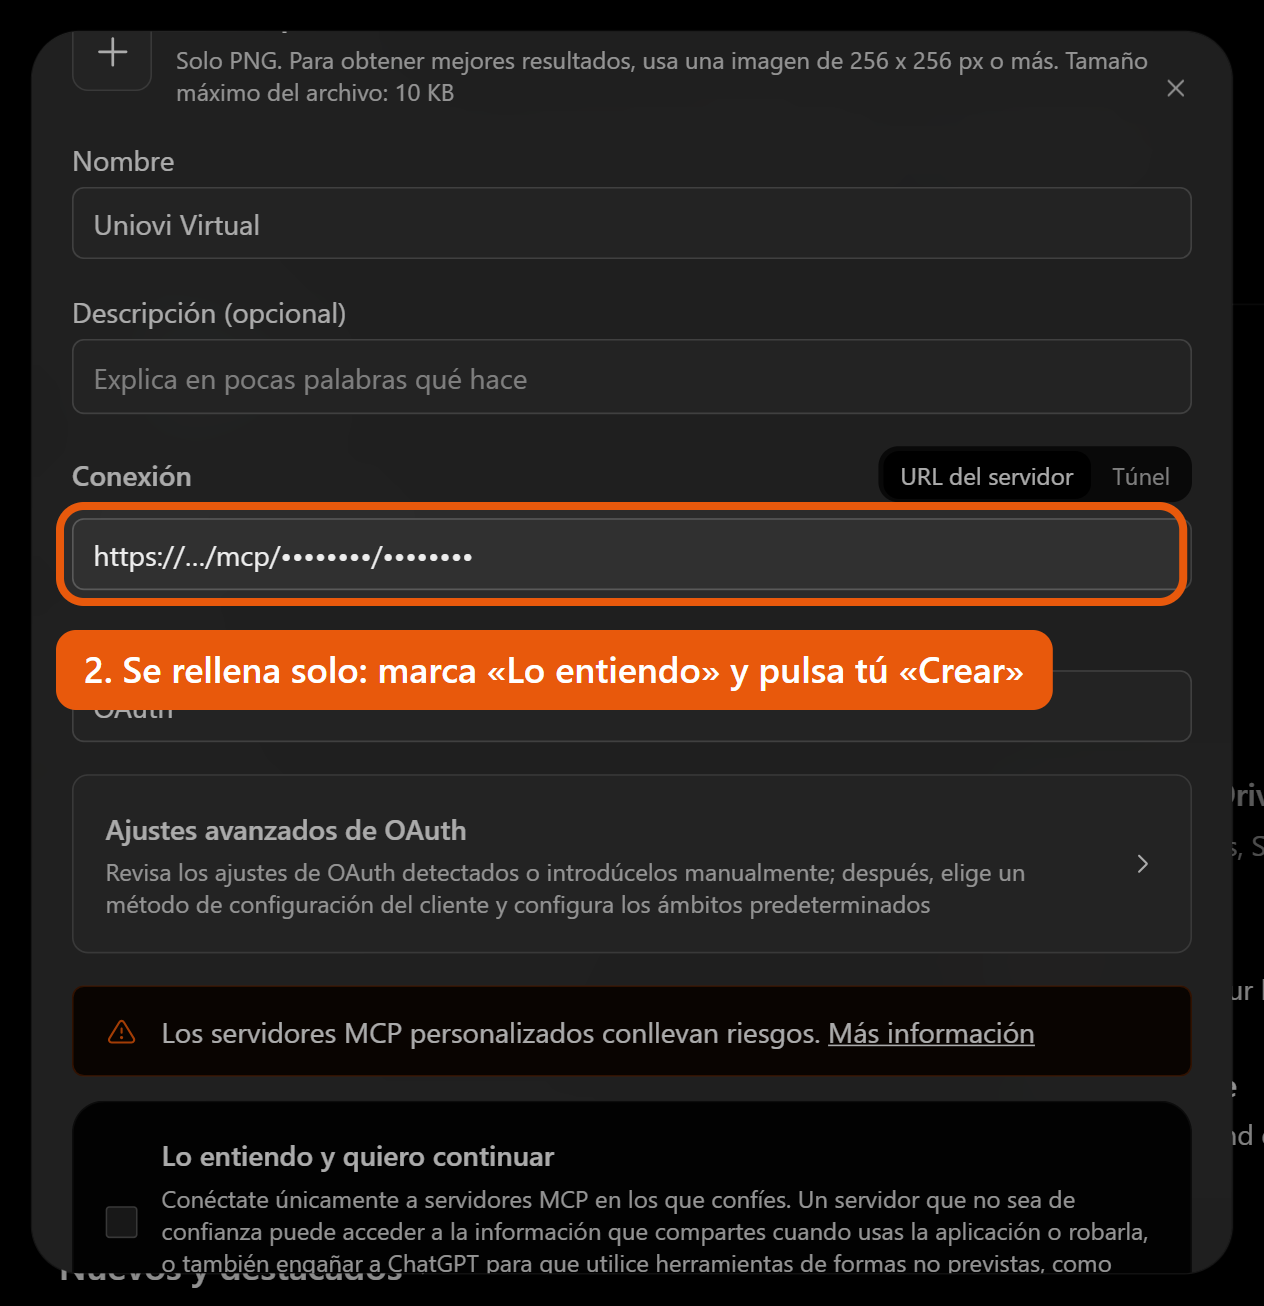 Solo PNG. Para obtener mejores resultados, usa una imagen de 256 x 256 px o más. Tamaño
máximo del archivo: 10 KB
Nombre
Uniovi Virtual
Descripción (opcional)
Explica en pocas palabras qué hace
Conexión
URL del servidor
Túnel
https://.../mcp/••••••••/••••••••
2. Se rellena solo: marca «Lo entiendo» y pulsa tú «Crear»
OAuth
Ajustes avanzados de OAuth
Revisa los ajustes de OAuth detectados o introdúcelos manualmente; después, elige un
método de configuración del cliente y configura los ámbitos predeterminados
Los servidores MCP personalizados conllevan riesgos. Más información
Lo entiendo y quiero continuar
Conéctate únicamente a servidores MCP en los que confíes. Un servidor que no sea de
confianza puede acceder a la información que compartes cuando usas la aplicación o robarla,
o también engañar a ChatGPT para que utilice herramientas de formas no previstas, como
Nuevos y destacados